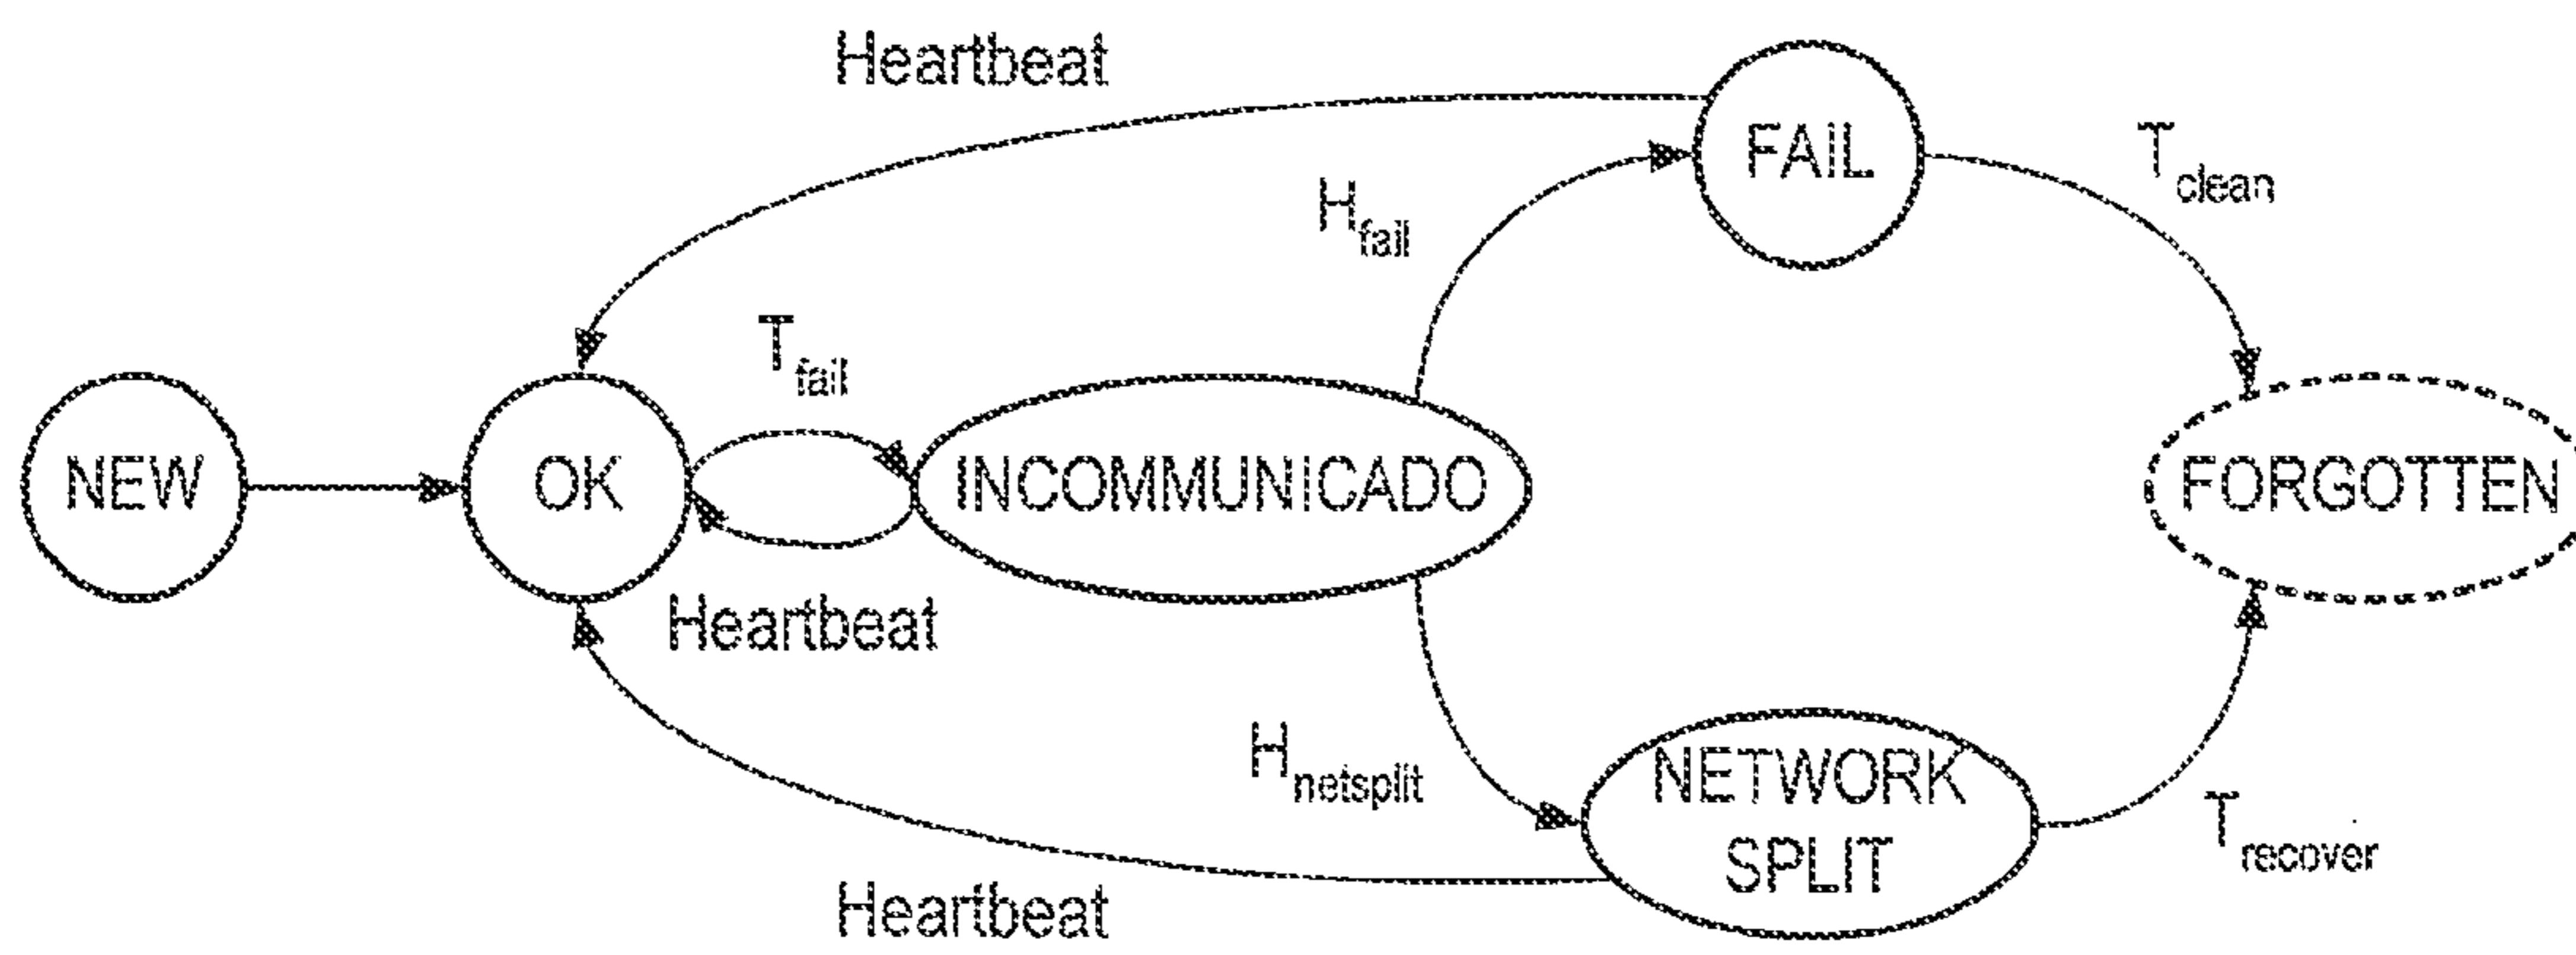 Heartbeat
FAIL
T clean
H fail
T fail
NEW
OK
INCOMMUNICADO
FORGOTTEN
Heartbeat
H netsplit
NETWORK
SPLIT
T recover
Heartbeat